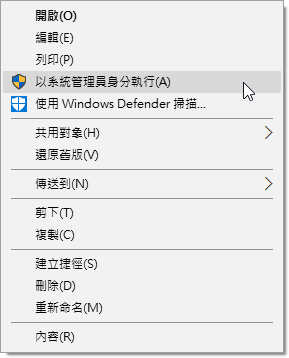 開啟(O)
編輯(E)
列印(P)
以系統管理員身分執行(A)
使用 Windows Defender 掃描...
共用對象(H)
還原舊版(V)
傳送到(N)
剪下(T)
複製(C)
建立捷徑(S)
刪除(D)
重新命名(M)
內容(R)